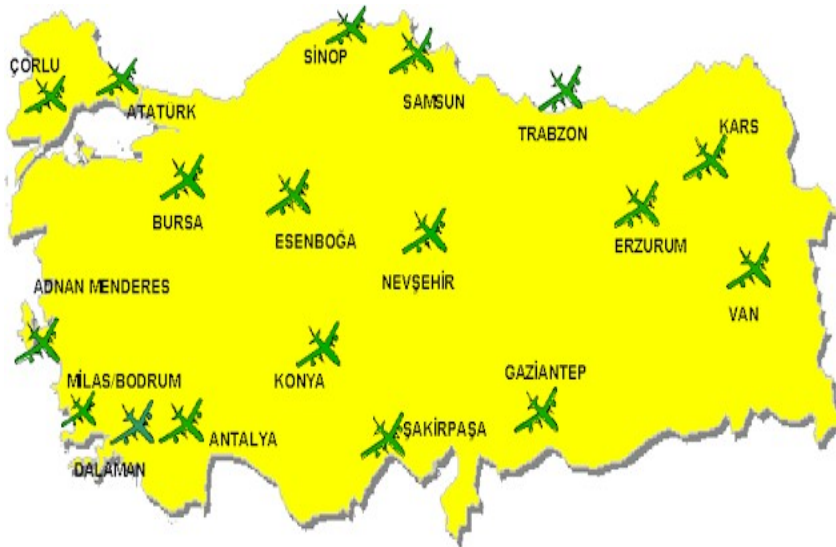 SİNOP
ÇORLU
SAMSUN
ATATÜRK
TRABZON
KARS
BURSA
ESENBOĞA
ERZURUM
NEVŞEHİR
ADNAN MENDERES
VAN
GAZİANTEP
MİLAS/BODRUM
KONYA
ŞAKİRPAŞA
ANTALYA
DALAMAN